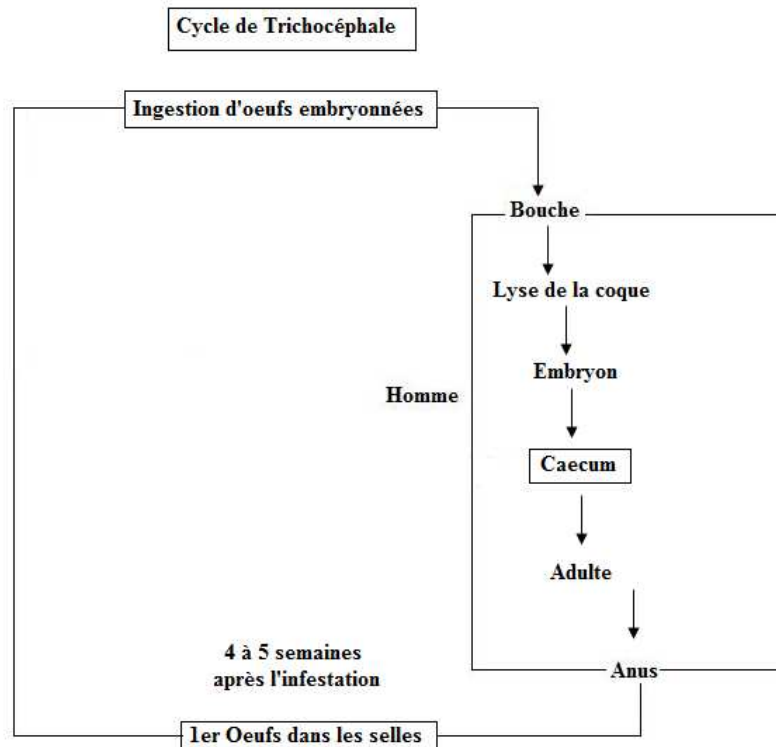 Cycle de Trichocéphale
Ingestion d'oeufs embryonnées
Bouche
Lyse de la coque
Embryon
Homme
Caecum
Adulte
4 à 5 semaines
après l'infestation
Anus
1er Oeufs dans les selles